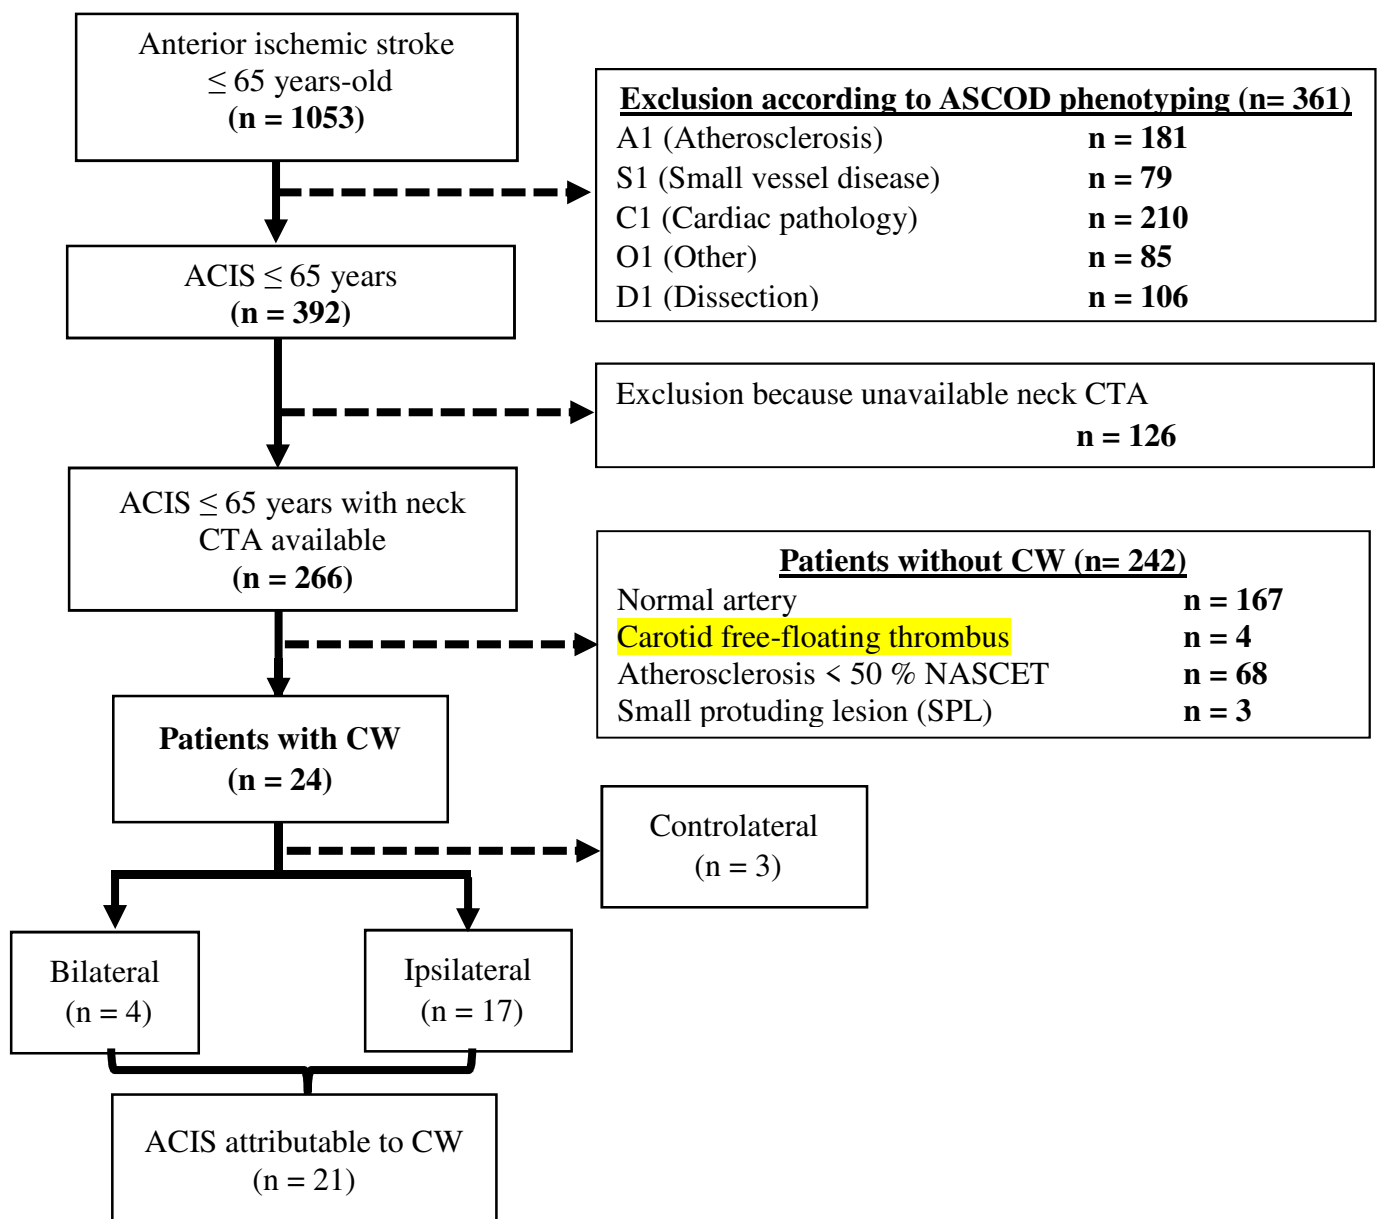 Anterior ischemic stroke
≤ 65 years-old
(n = 1053)
Exclusion according to ASCOD phenotyping (n= 361)
A1 (Atherosclerosis) n = 181
S1 (Small vessel disease) n = 79
C1 (Cardiac pathology) n = 210
O1 (Other) n = 85
D1 (Dissection) n = 106
ACIS ≤ 65 years
(n = 392)
Exclusion because unavailable neck CTA
n = 126
ACIS ≤ 65 years with neck
CTA available
(n = 266)
Patients without CW (n= 242)
Normal artery n = 167
Carotid free-floating thrombus n = 4
Atherosclerosis < 50 % NASCET n = 68
Small protuding lesion (SPL) n = 3
Patients with CW
(n = 24)
Controlateral
(n = 3)
Bilateral
(n = 4)
Ipsilateral
(n = 17)
ACIS attributable to CW
(n = 21)